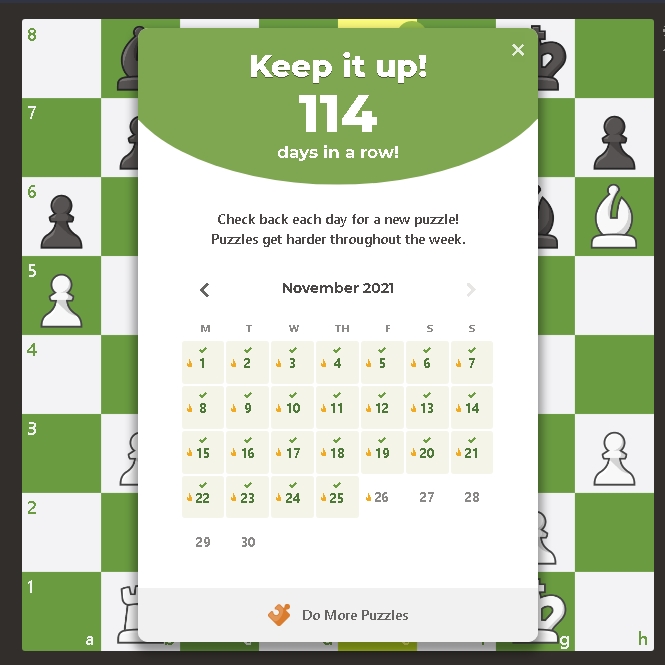 8
7
6
5
4
3
2
1
Keep it up!
114
days in a row!
Check back each day for a new puzzle!
Puzzles get harder throughout the week.
November 2021
M T W TH F S S
1 2 3 4 5 6 7
8 9 10 11 12 13 14
15 16 17 18 19 20 21
22 23 24 25 26 27 28
29 30
Do More Puzzles
a g h